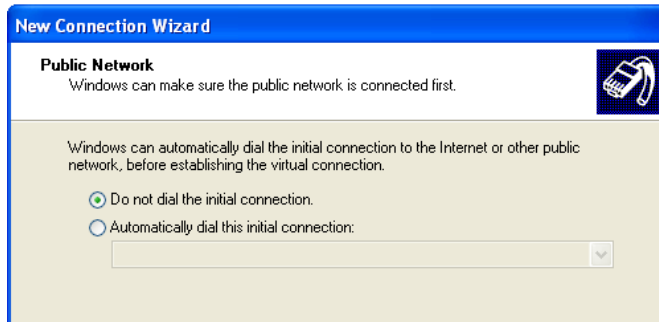 New Connection Wizard
Public Network
Windows can make sure the public network is connected first.
Windows can automatically dial the initial connection to the Internet or other public
network, before establishing the virtual connection.
Do not dial the initial connection.
Automatically dial this initial connection: